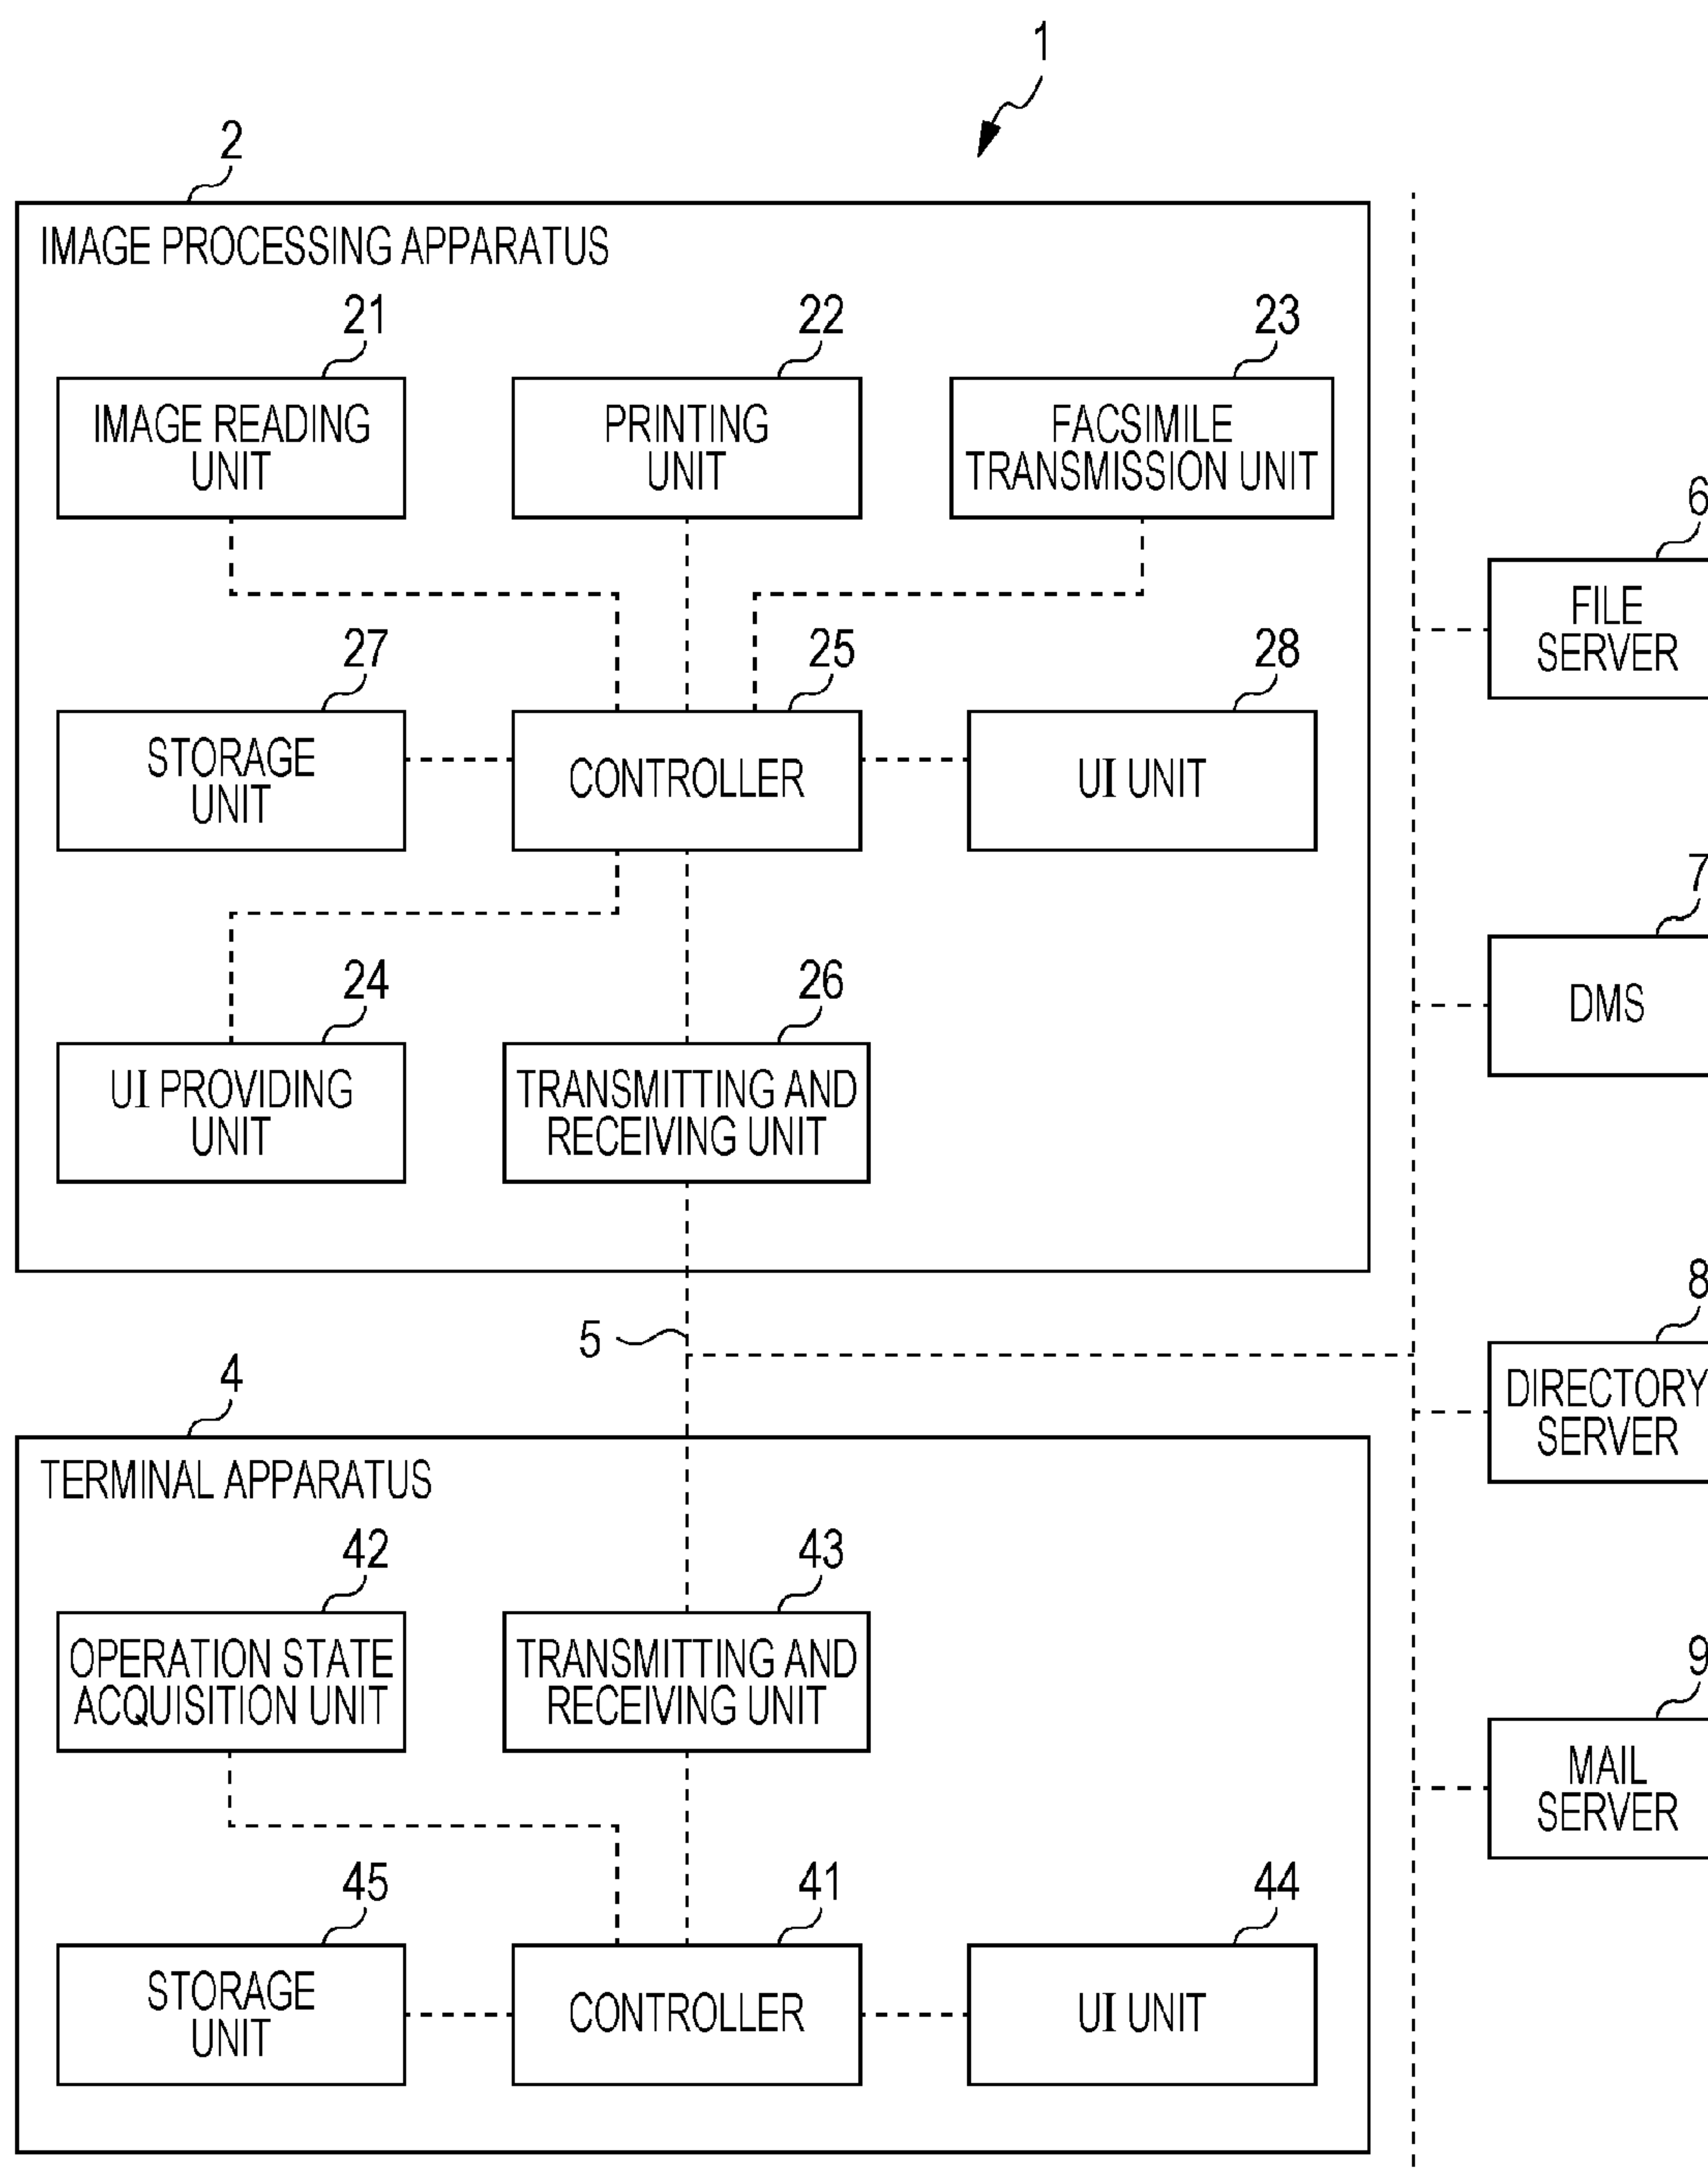 1
2
IMAGE PROCESSING APPARATUS
21
22
23
IMAGE READING
UNIT
PRINTING
UNIT
FACSIMILE
TRANSMISSION UNIT
6
FILE
SERVER
27
25
28
STORAGE
UNIT
CONTROLLER
UI UNIT
7
DMS
24
26
UI PROVIDING
UNIT
TRANSMITTING AND
RECEIVING UNIT
5
8
DIRECTORY
SERVER
4
TERMINAL APPARATUS
42
43
OPERATION STATE
ACQUISITION UNIT
TRANSMITTING AND
RECEIVING UNIT
9
MAIL
SERVER
45
41
44
STORAGE
UNIT
CONTROLLER
UI UNIT